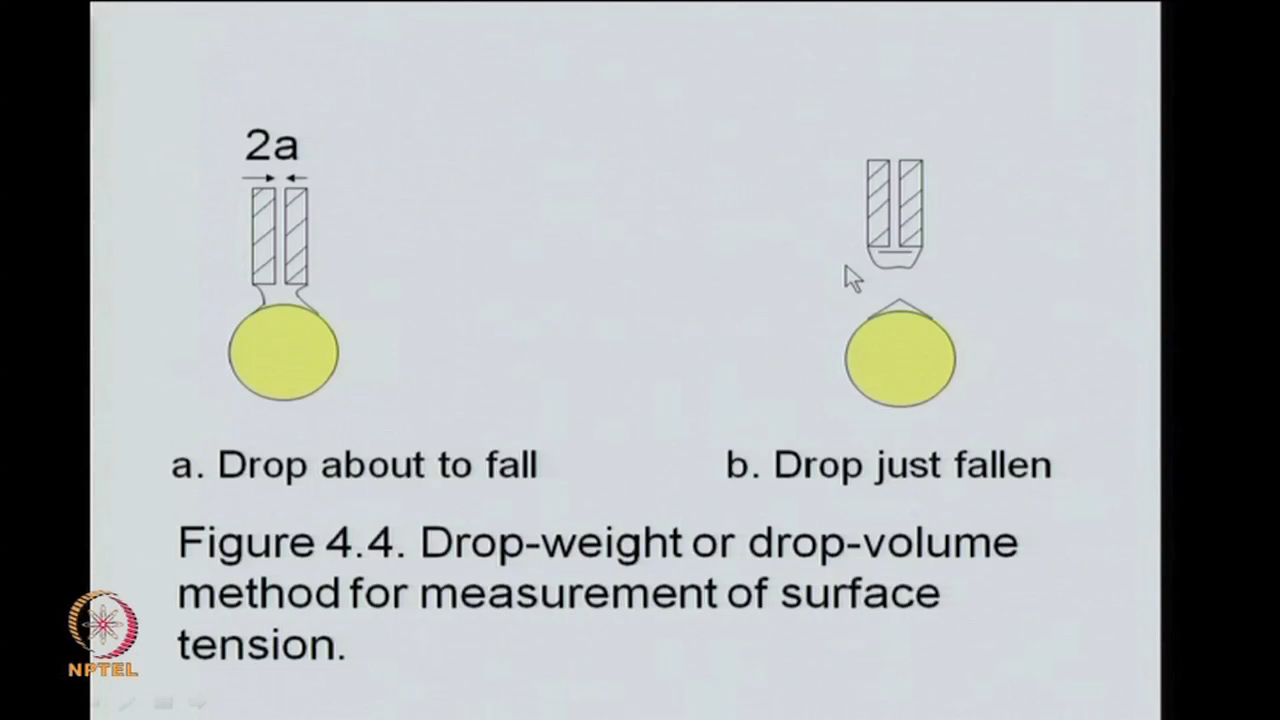 2a
a. Drop about to fall
b. Drop just fallen
Figure 4.4. Drop-weight or drop-volume
method for measurement of surface
tension.
NPTEL